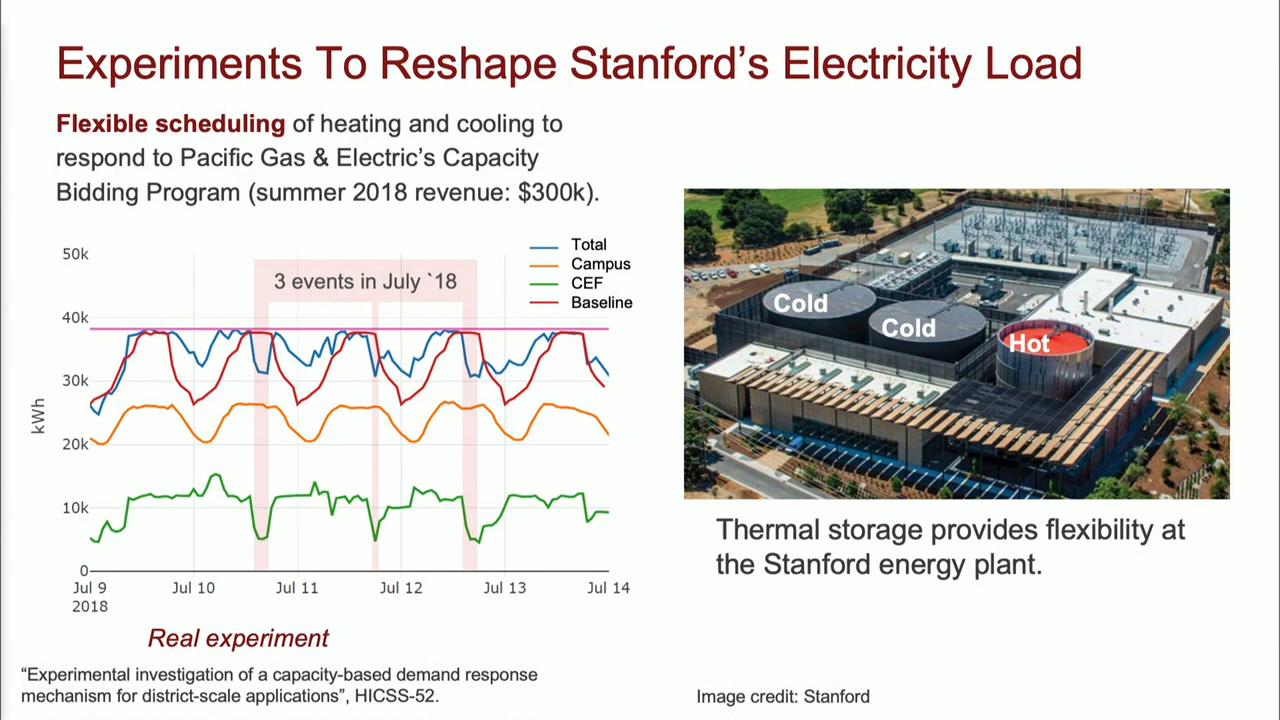 Experiments To Reshape Stanford’s Electricity Load
Flexible scheduling of heating and cooling to
respond to Pacific Gas & Electric’s Capacity
Bidding Program (summer 2018 revenue: $300k).
Total
Campus
CEF
Baseline
3 events in July `18
50k
40k
30k
20k
10k
0
kWh
Jul 9
2018
Jul 10
Jul 11
Jul 12
Jul 13
Jul 14
Real experiment
“Experimental investigation of a capacity-based demand response
mechanism for district-scale applications”, HICSS-52.
Cold
Cold
Hot
Thermal storage provides flexibility at
the Stanford energy plant.
Image credit: Stanford